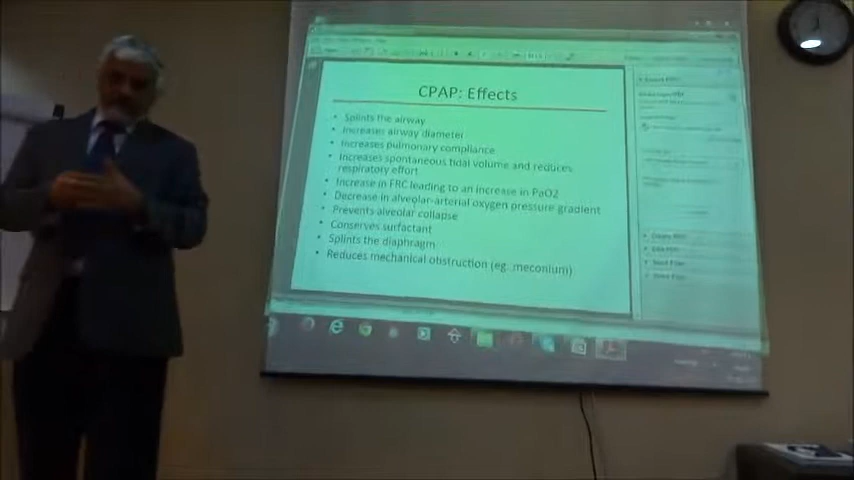 CPAP: Effects
• Splints the airway
• Increases airway diameter
• Increases pulmonary compliance
• Increases spontaneous tidal volume and reduces
respiratory effort
• Increase in FRC leading to an increase in PaO2
• Decrease in alveolar-arterial oxygen pressure gradient
• Prevents alveolar collapse
• Conserves surfactant
• Splints the diaphragm
• Reduces mechanical obstruction (eg. meconium)